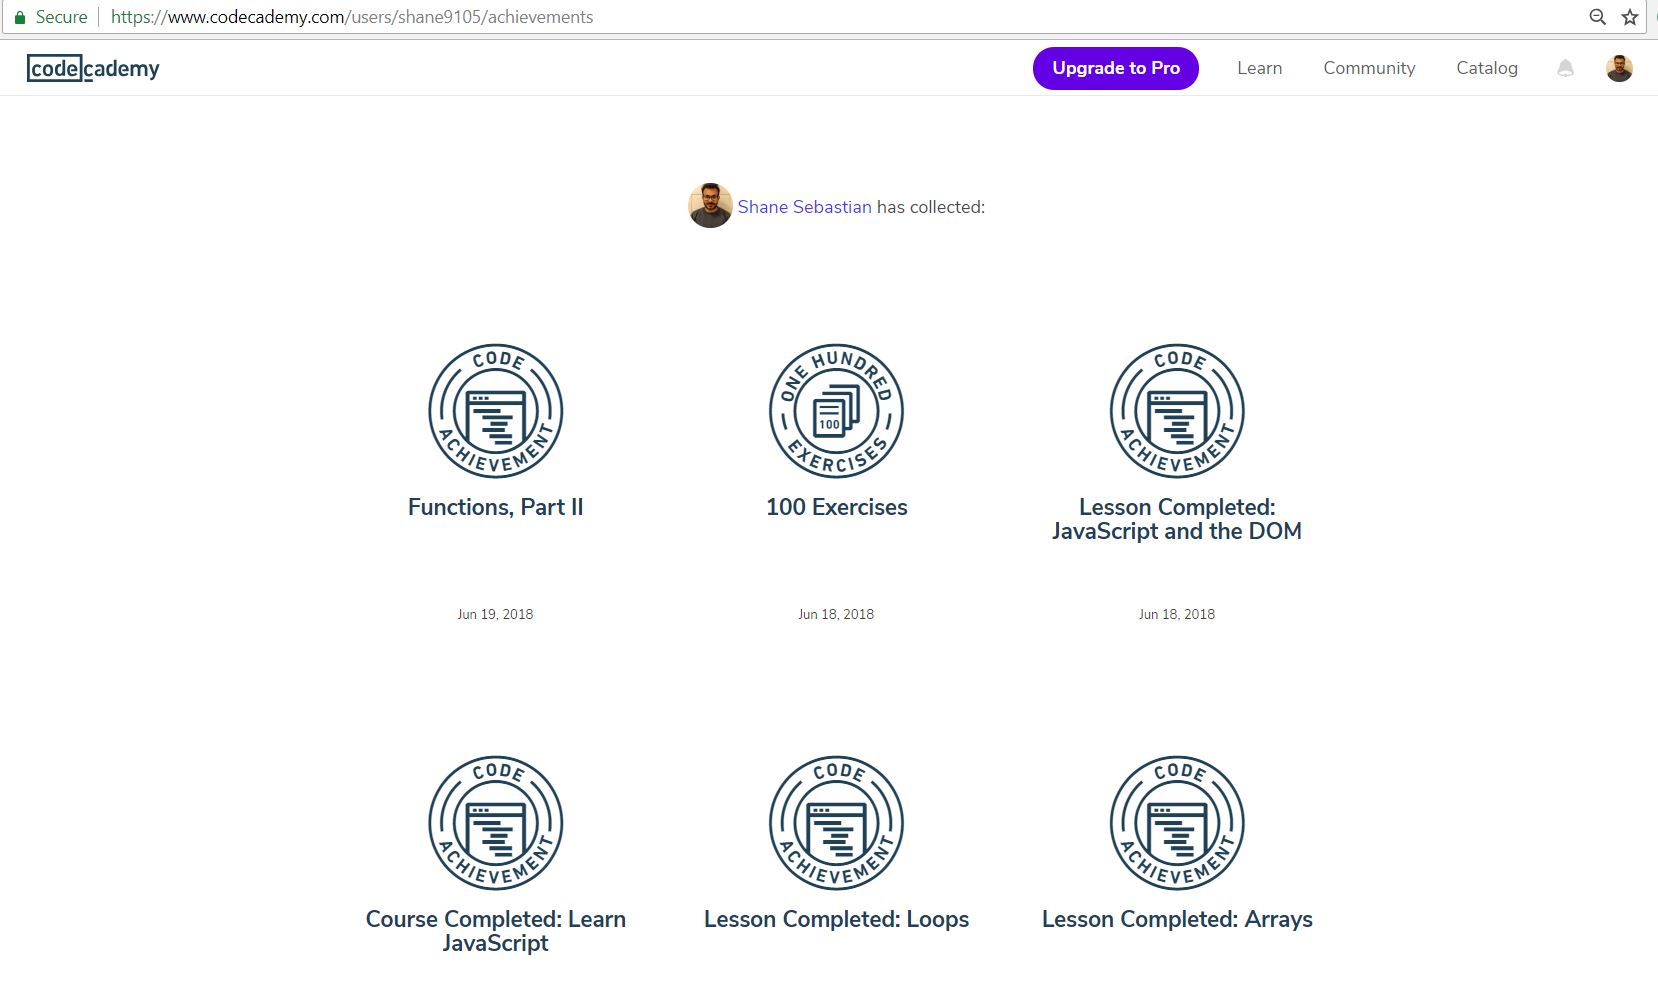 Secure https://www.codecademy.com/users/shane9105/achievements
codecademy
Upgrade to Pro Learn Community Catalog
Shane Sebastian has collected:
CODE ACHIEVEMENT
ONE HUNDRED EXERCISES
100
CODE ACHIEVEMENT
Functions, Part II
100 Exercises
Lesson Completed:
JavaScript and the DOM
Jun 19, 2018
Jun 18, 2018
Jun 18, 2018
CODE ACHIEVEMENT
CODE ACHIEVEMENT
CODE ACHIEVEMENT
Course Completed: Learn
JavaScript
Lesson Completed: Loops
Lesson Completed: Arrays